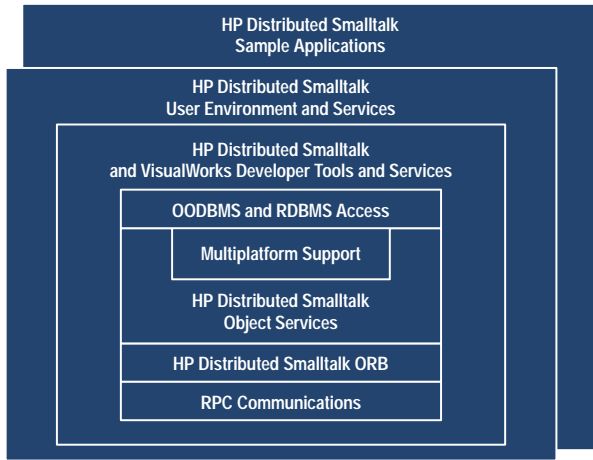 HP Distributed Smalltalk
Sample Applications
HP Distributed Smalltalk
User Environment and Services
HP Distributed Smalltalk
and VisualWorks Developer Tools and Services
OODBMS and RDBMS Access
Multiplatform Support
HP Distributed Smalltalk
Object Services
HP Distributed Smalltalk ORB
RPC Communications